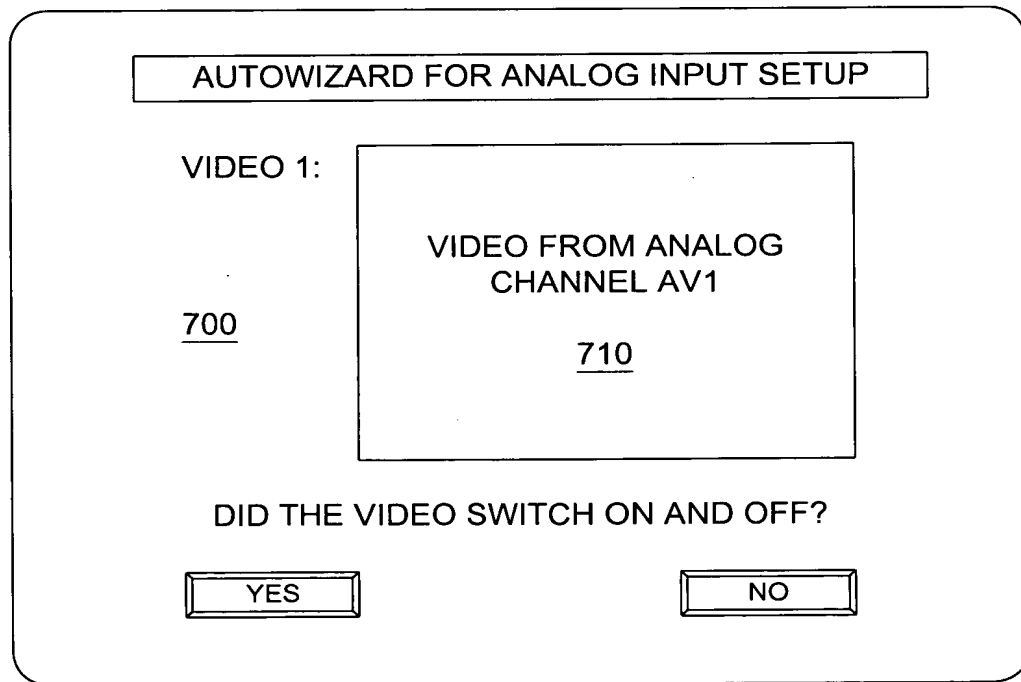 AUTOWIZARD FOR ANALOG INPUT SETUP
VIDEO 1:
VIDEO FROM ANALOG
CHANNEL AV1
700
710
DID THE VIDEO SWITCH ON AND OFF?
YES
NO